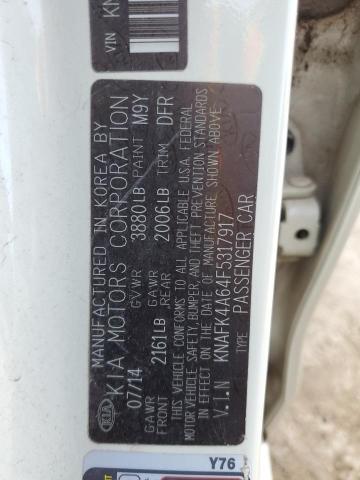 VIN KN
MANUFACTURED IN KOREA BY
KIA MOTORS CORPORATION
07/14 GVWR 3880LB PAINT M9Y
GAWR FRONT 2161LB GAWR REAR 2006LB TRIM DFR
THIS VEHICLE CONFORMS TO ALL APPLICABLE U.S.A. FEDERAL
MOTOR VEHICLE SAFETY, BUMPER, AND THEFT PREVENTION STANDARDS
IN EFFECT ON THE DATE OF MANUFACTURE SHOWN ABOVE.
V.I.N KNAFK4A64F5317917
TYPE PASSENGER CAR
KIA
Y76